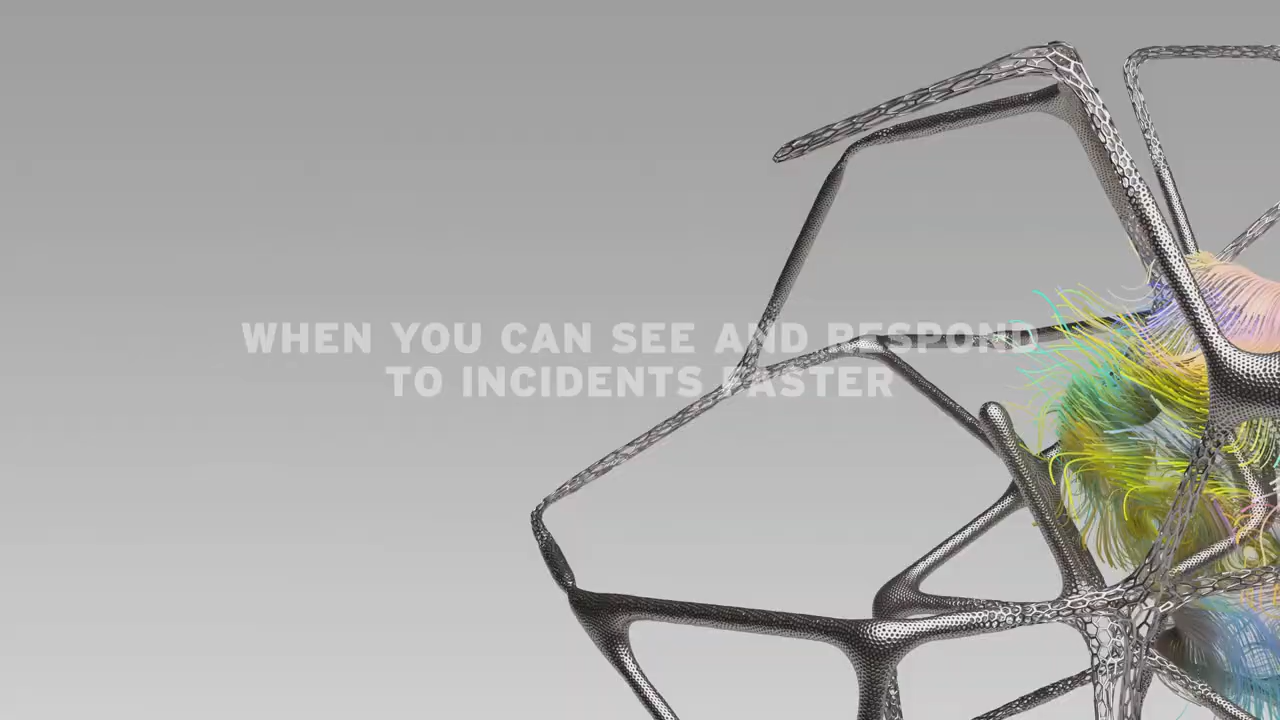 WHEN YOU CAN SEE AND RESPOND
TO INCIDENTS FASTER